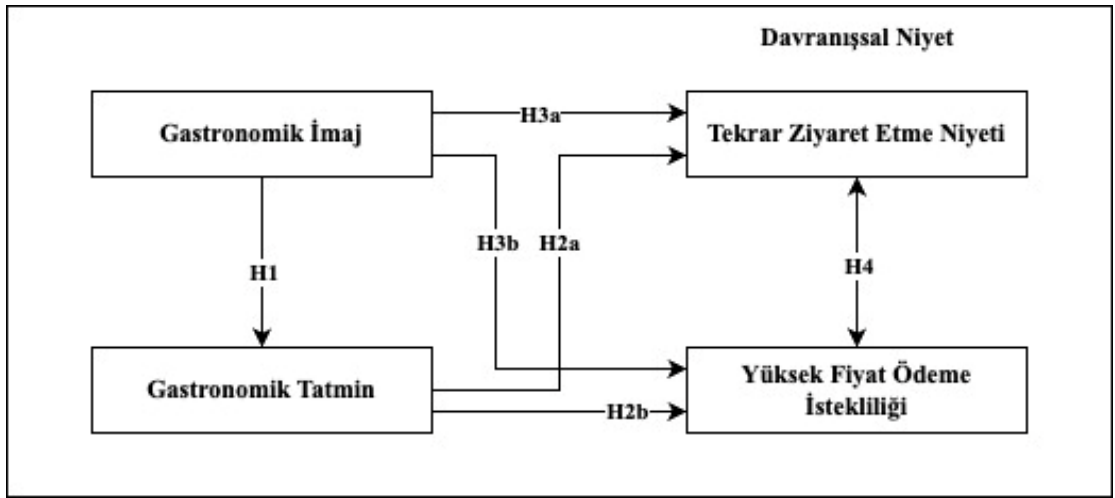 Davranışsal Niyet
Gastronomik İmaj
H3a
Tekrar Ziyaret Etme Niyeti
H3b
H2a
H1
H4
Gastronomik Tatmin
Yüksek Fiyat Ödeme
İstekliliği
H2b